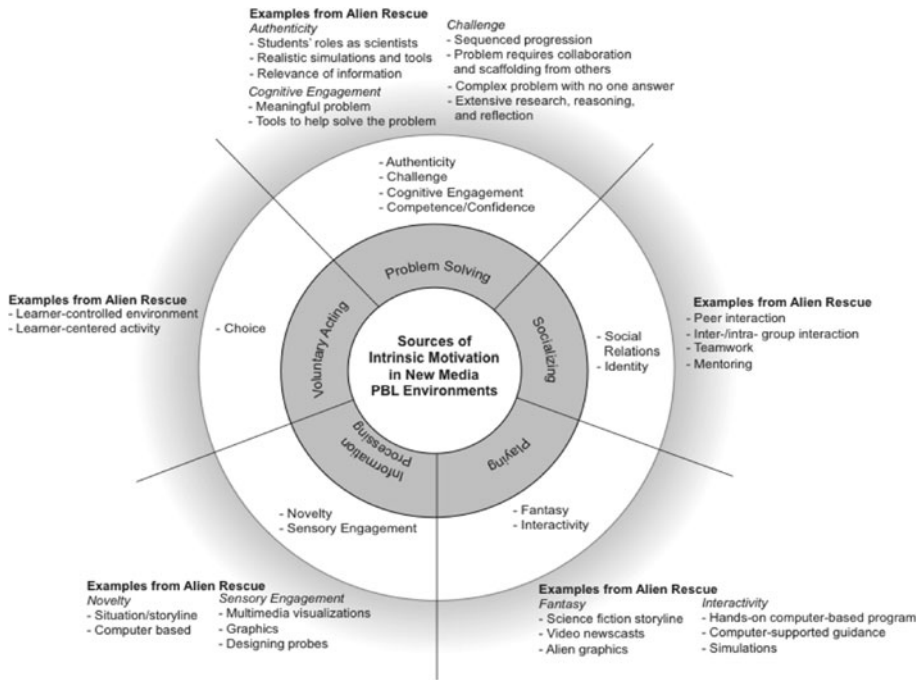 Examples from Alien Rescue
Authenticity
- Students' roles as scientists
- Realistic simulations and tools
- Relevance of information
Cognitive Engagement
- Meaningful problem
- Tools to help solve the problem
Challenge
- Sequenced progression
- Problem requires collaboration
and scaffolding from others
- Complex problem with no one answer
- Extensive research, reasoning,
and reflection
- Authenticity
- Challenge
- Cognitive Engagement
- Competence/Confidence
Problem Solving
Examples from Alien Rescue
- Learner-controlled environment
- Learner-centered activity
- Choice
Voluntary Acting
Sources of
Intrinsic Motivation
in New Media
PBL Environments
Socializing
- Social
Relations
- Identity
Examples from Alien Rescue
- Peer interaction
- Inter-/intra- group interaction
- Teamwork
- Mentoring
Information
Processing
- Novelty
- Sensory Engagement
Playing
- Fantasy
- Interactivity
Examples from Alien Rescue
Novelty
- Situation/storyline
- Computer based
Sensory Engagement
- Multimedia visualizations
- Graphics
- Designing probes
Examples from Alien Rescue
Fantasy
- Science fiction storyline
- Video newscasts
- Alien graphics
Interactivity
- Hands-on computer-based program
- Computer-supported guidance
- Simulations